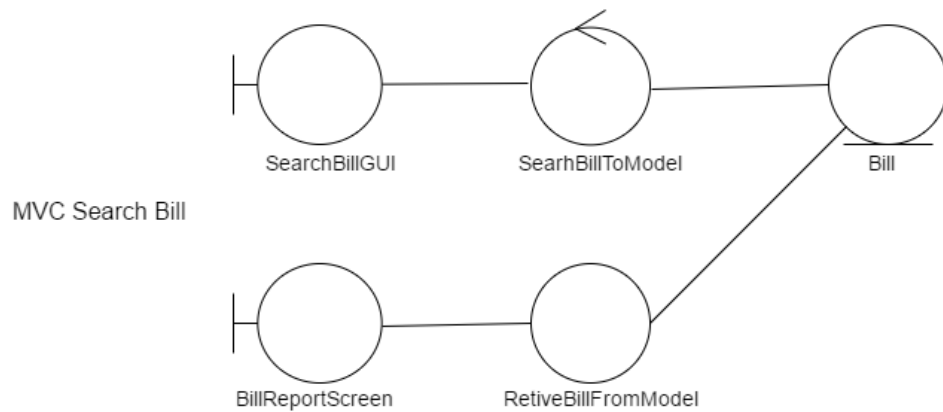 SearchBillGUI
SearhBillToModel
Bill
MVC Search Bill
BillReportScreen
RetiveBillFromModel